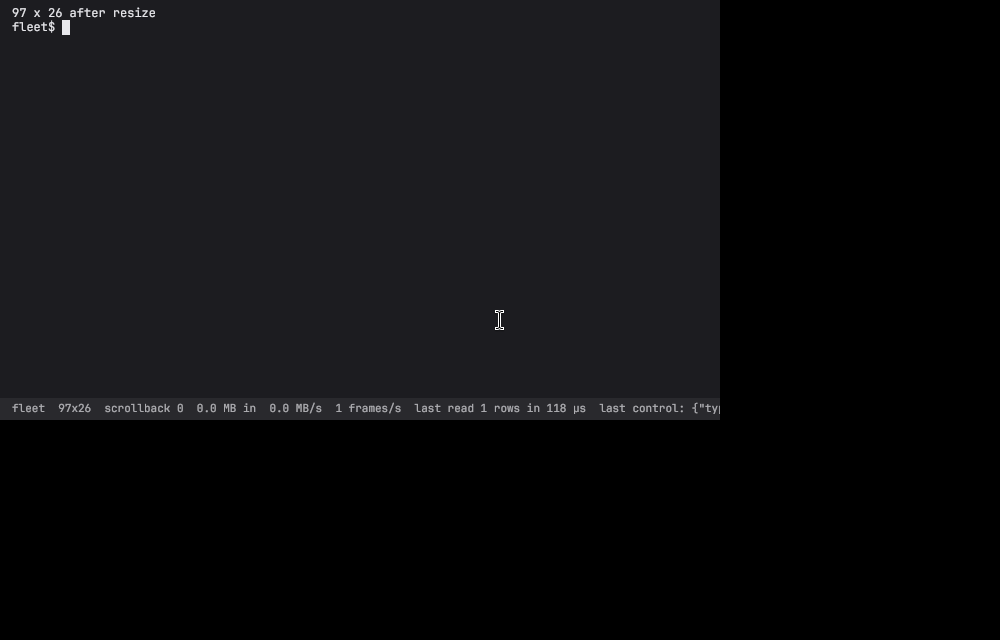 97 x 26 after resize
fleet$
fleet  97x26  scrollback 0  0.0 MB in  0.0 MB/s  1 frames/s  last read 1 rows in 118 µs  last control: {"typ